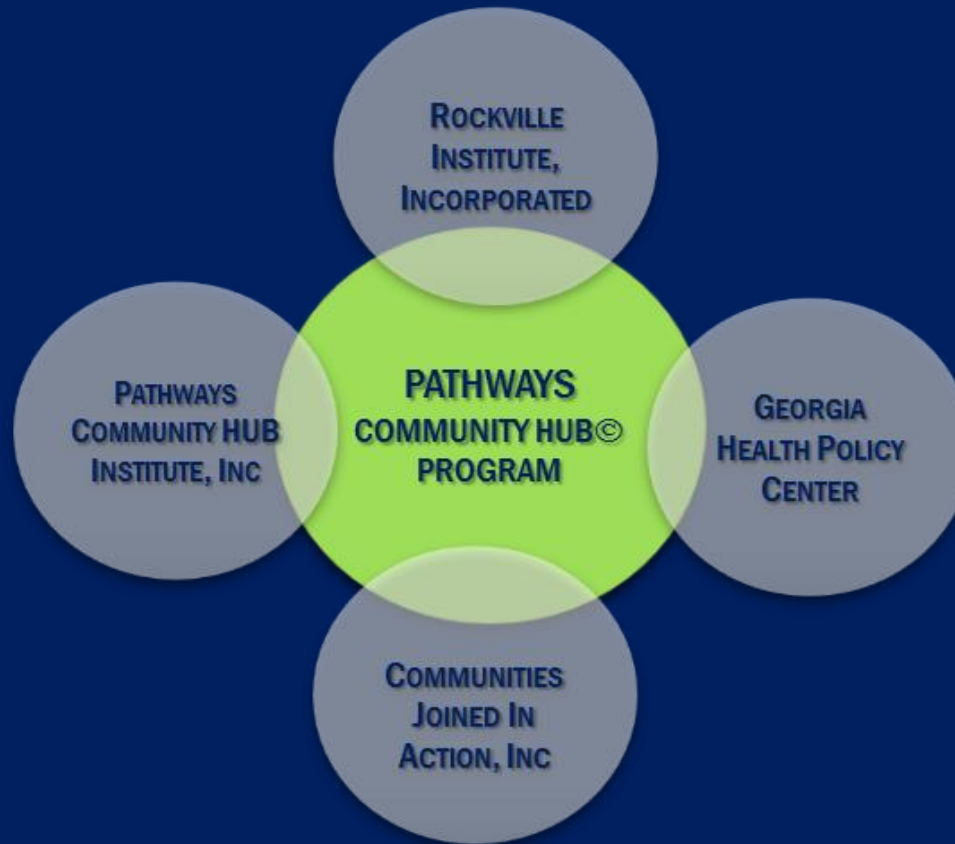 ROCKVILLE
INSTITUTE,
INCORPORATED
PATHWAYS
COMMUNITY HUB
INSTITUTE, INC
PATHWAYS
COMMUNITY HUB©
PROGRAM
GEORGIA
HEALTH POLICY
CENTER
COMMUNITIES
JOINED IN
ACTION, INC